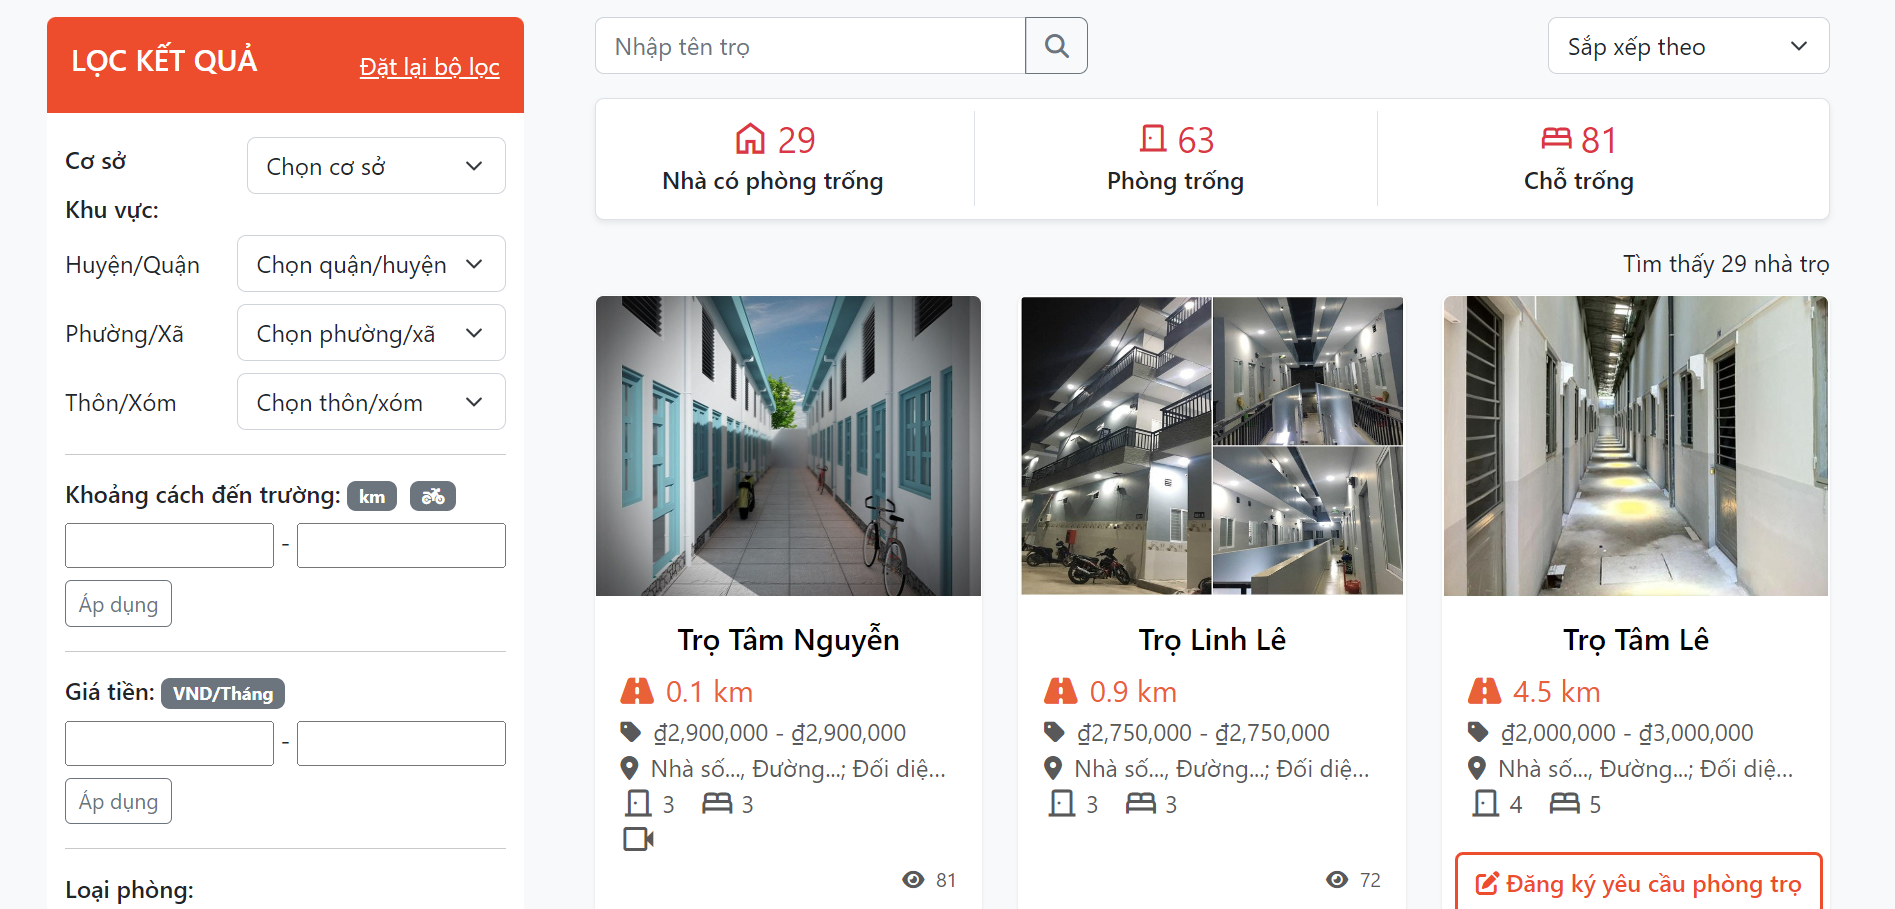 LỌC KẾT QUẢ
Đặt lại bộ lọc
Cơ sở
Chọn cơ sở
Khu vực:
Huyện/Quận
Chọn quận/huyện
Phường/Xã
Chọn phường/xã
Thôn/Xóm
Chọn thôn/xóm
Khoảng cách đến trường: km
-
Áp dụng
Giá tiền: VND/Tháng
-
Áp dụng
Loại phòng:
Nhập tên trọ
Sắp xếp theo
29
Nhà có phòng trống
63
Phòng trống
81
Chỗ trống
Tìm thấy 29 nhà trọ
Trọ Tâm Nguyễn
0.1 km
₫2,900,000 - ₫2,900,000
Nhà số..., Đường...; Đối diệ...
3 3
81
Trọ Linh Lê
0.9 km
₫2,750,000 - ₫2,750,000
Nhà số..., Đường...; Đối diệ...
3 3
72
Trọ Tâm Lê
4.5 km
₫2,000,000 - ₫3,000,000
Nhà số..., Đường...; Đối diệ...
4 5
Đăng ký yêu cầu phòng trọ